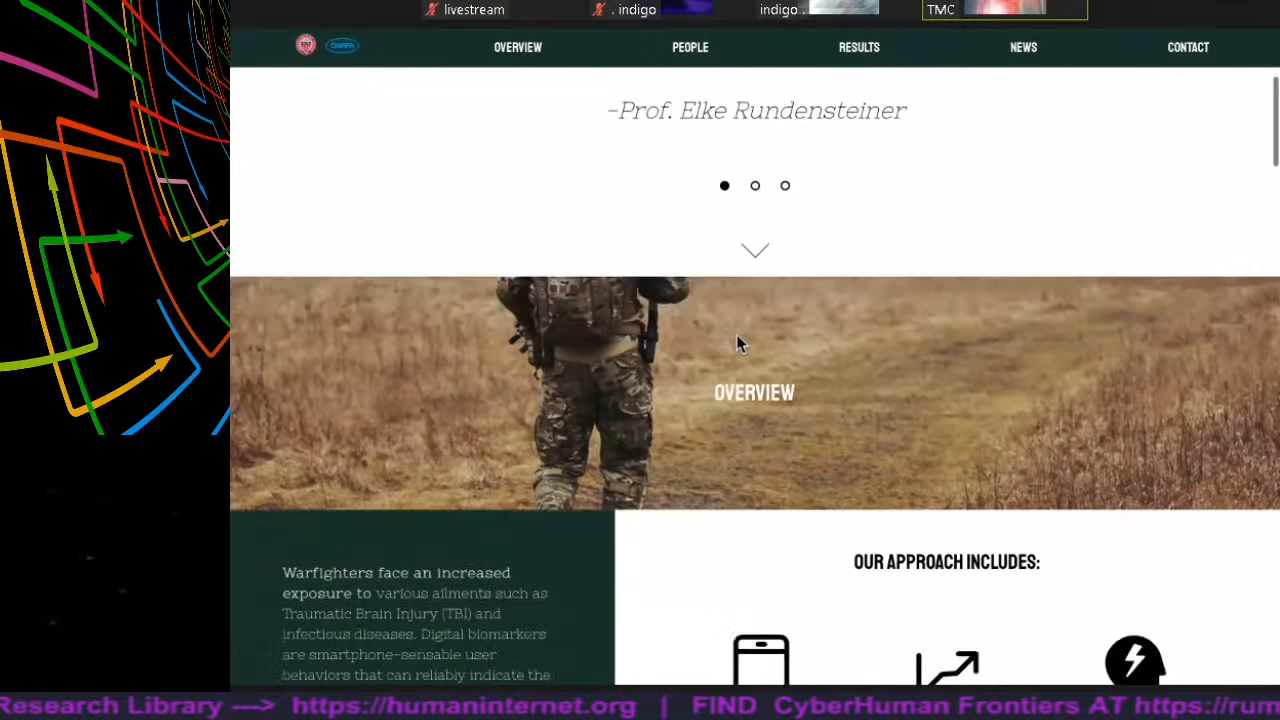 livestream
. indigo
indigo .
TMC
DARPA
OVERVIEW
PEOPLE
RESULTS
NEWS
CONTACT
-Prof. Elke Rundensteiner
OVERVIEW
Warfighters face an increased
exposure to various ailments such as
Traumatic Brain Injury (TBI) and
infectious diseases. Digital biomarkers
are smartphone-sensable user
behaviors that can reliably indicate the
OUR APPROACH INCLUDES:
Research Library ---> https://humaninternet.org | FIND CyberHuman Frontiers AT https://rum